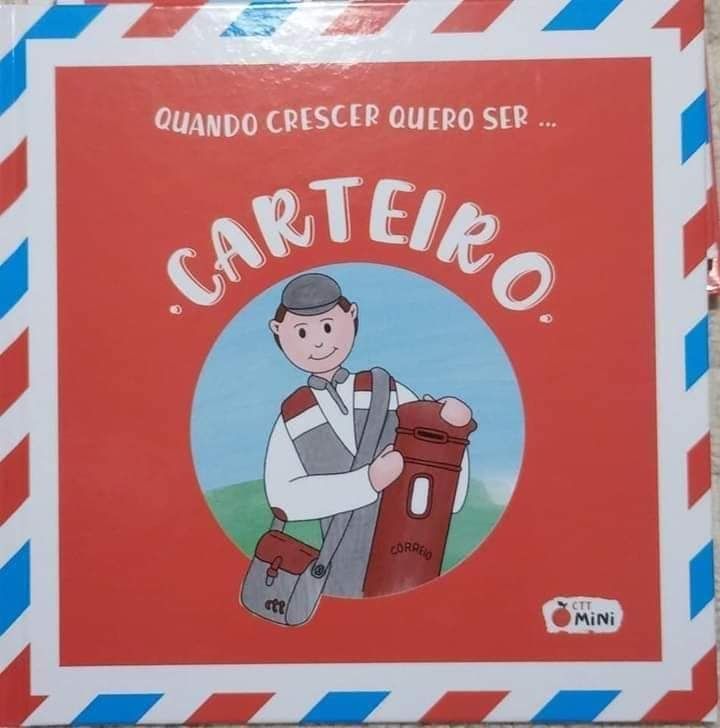 QUANDO CRESCER QUERO SER ...
CARTEIRO
CORREIO
ctt
CTT
MiNi